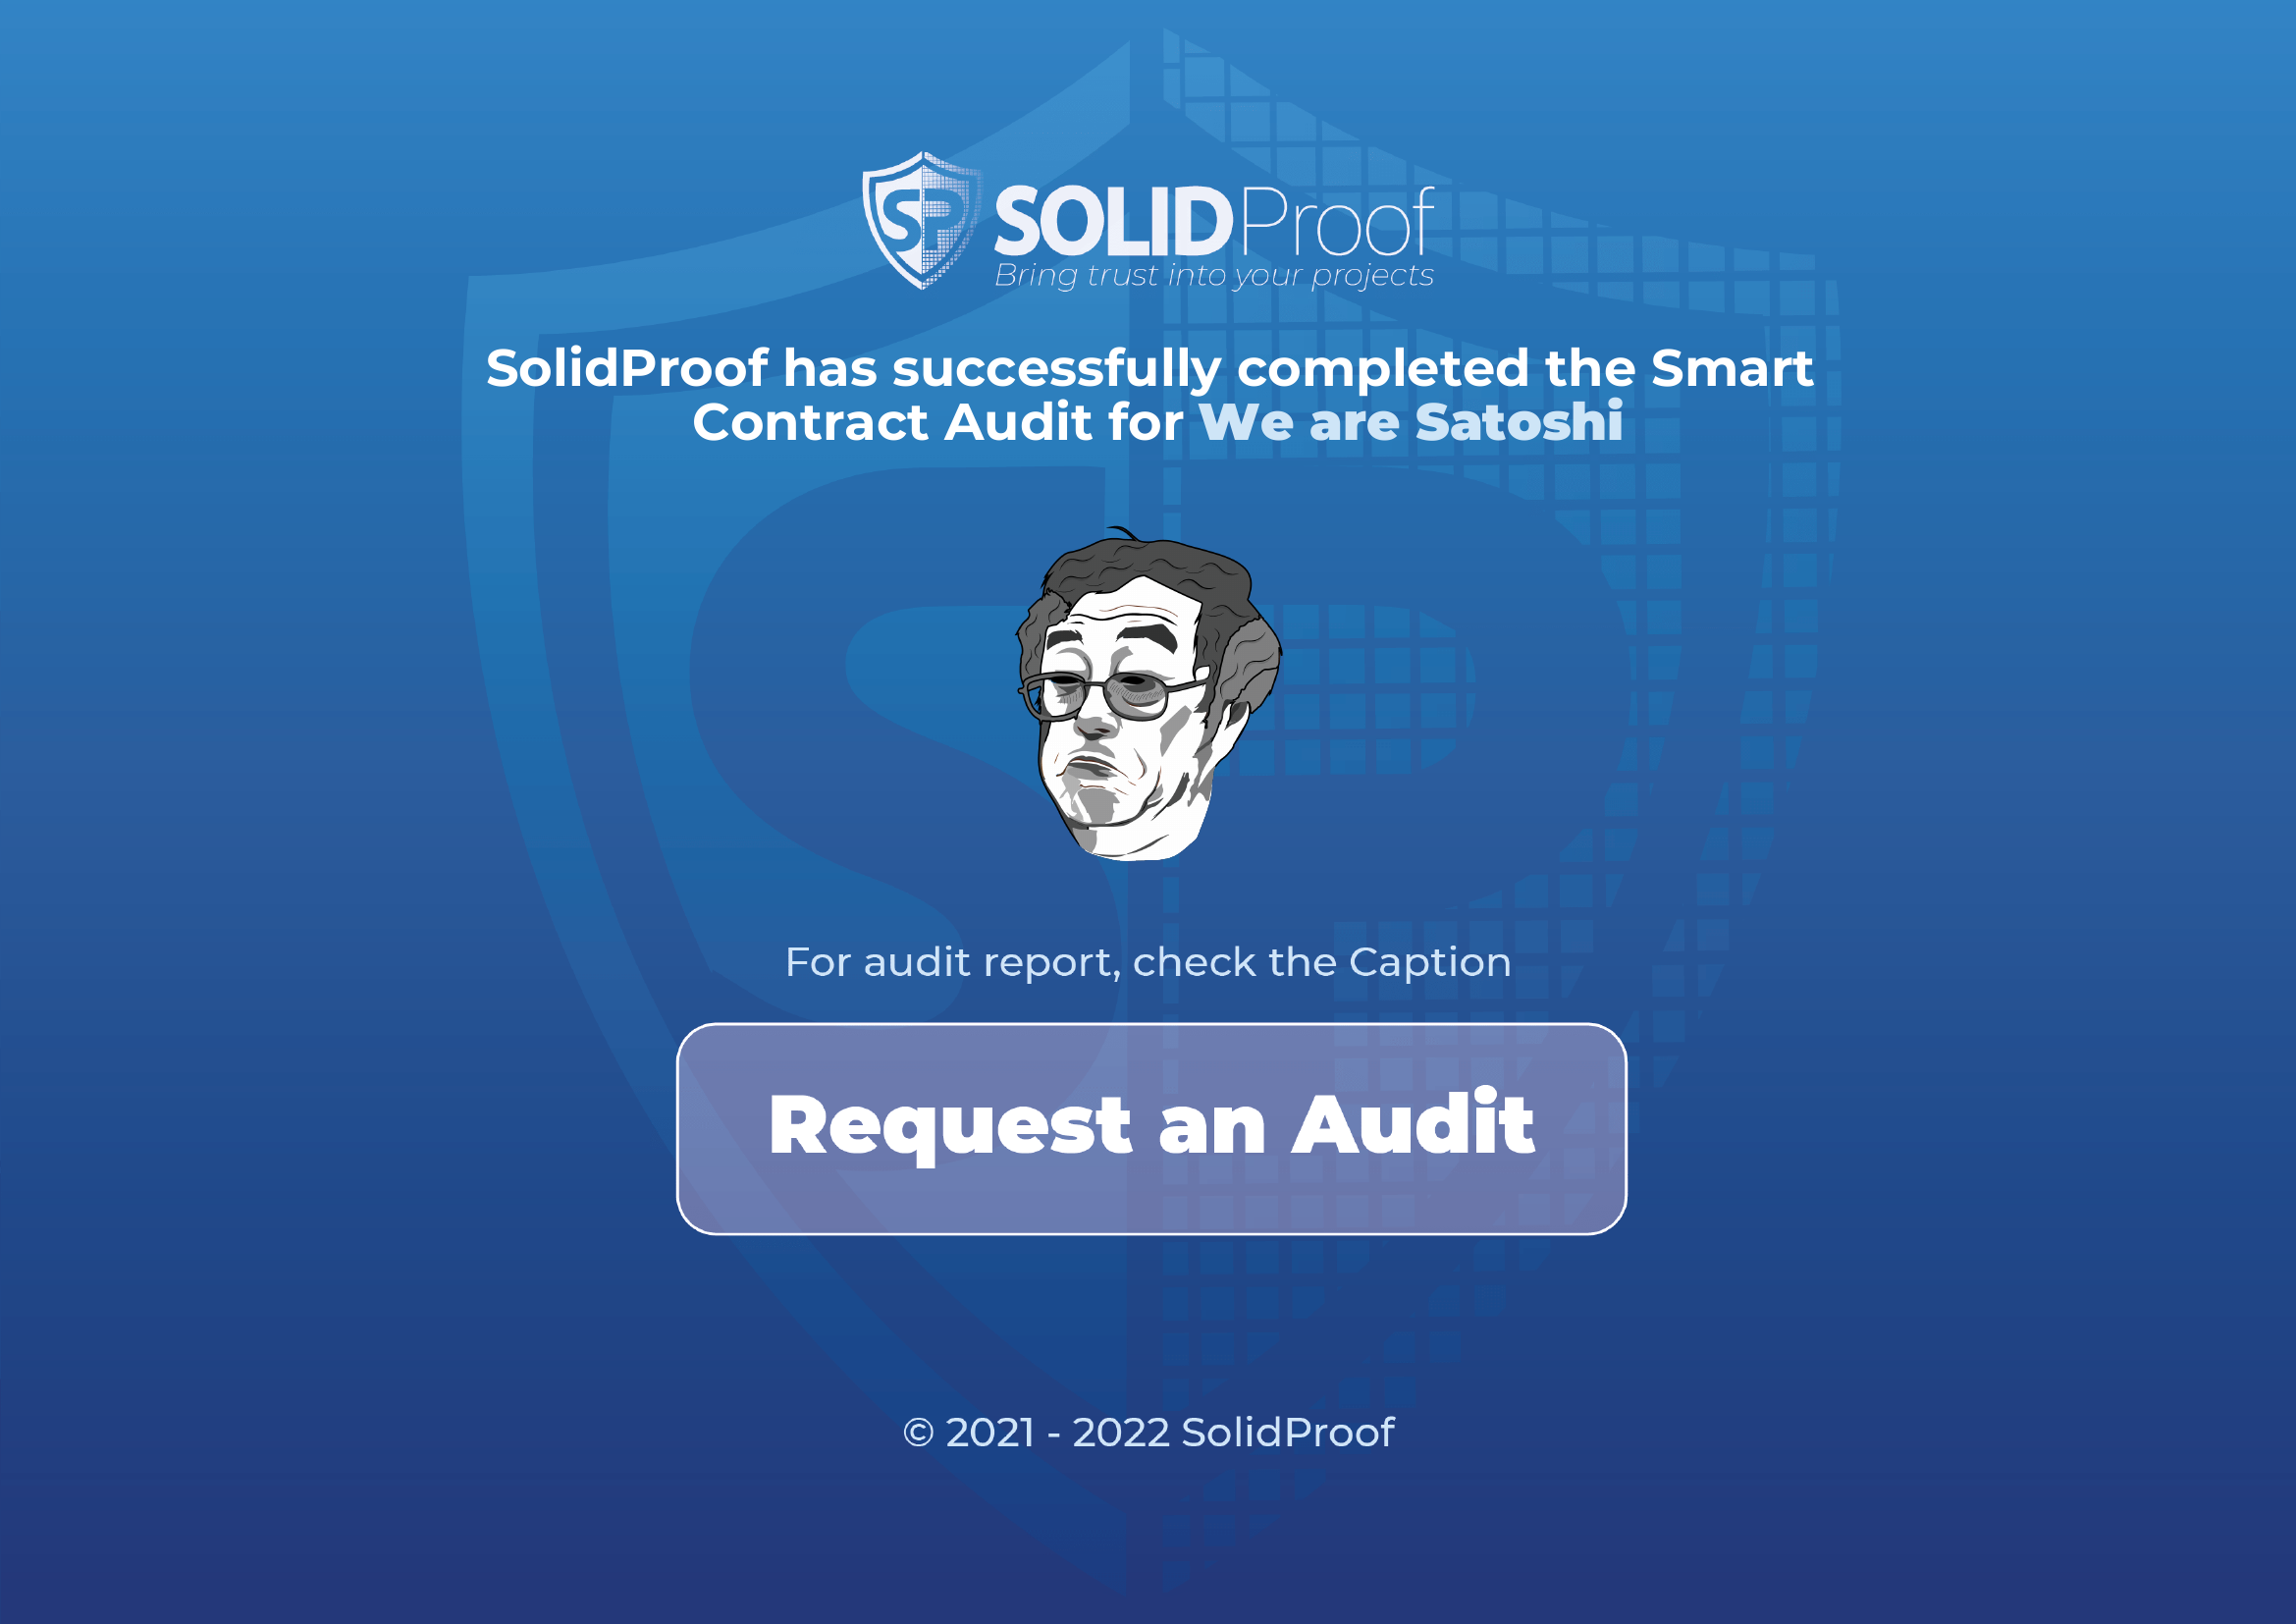 SP SOLIDProof
Bring trust into your projects
SolidProof has successfully completed the Smart
Contract Audit for We are Satoshi
For audit report, check the Caption
Request an Audit
© 2021 - 2022 SolidProof